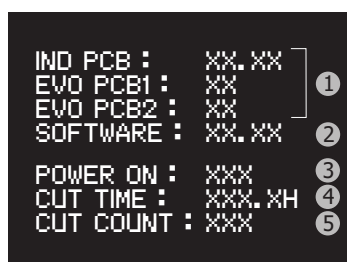 IND PCB : XX.XX
EVO PCB1 : XX 1
EVO PCB2 : XX
SOFTWARE : XX.XX 2
POWER ON : XXX 3
CUT TIME : XXX.XH 4
CUT COUNT : XXX 5